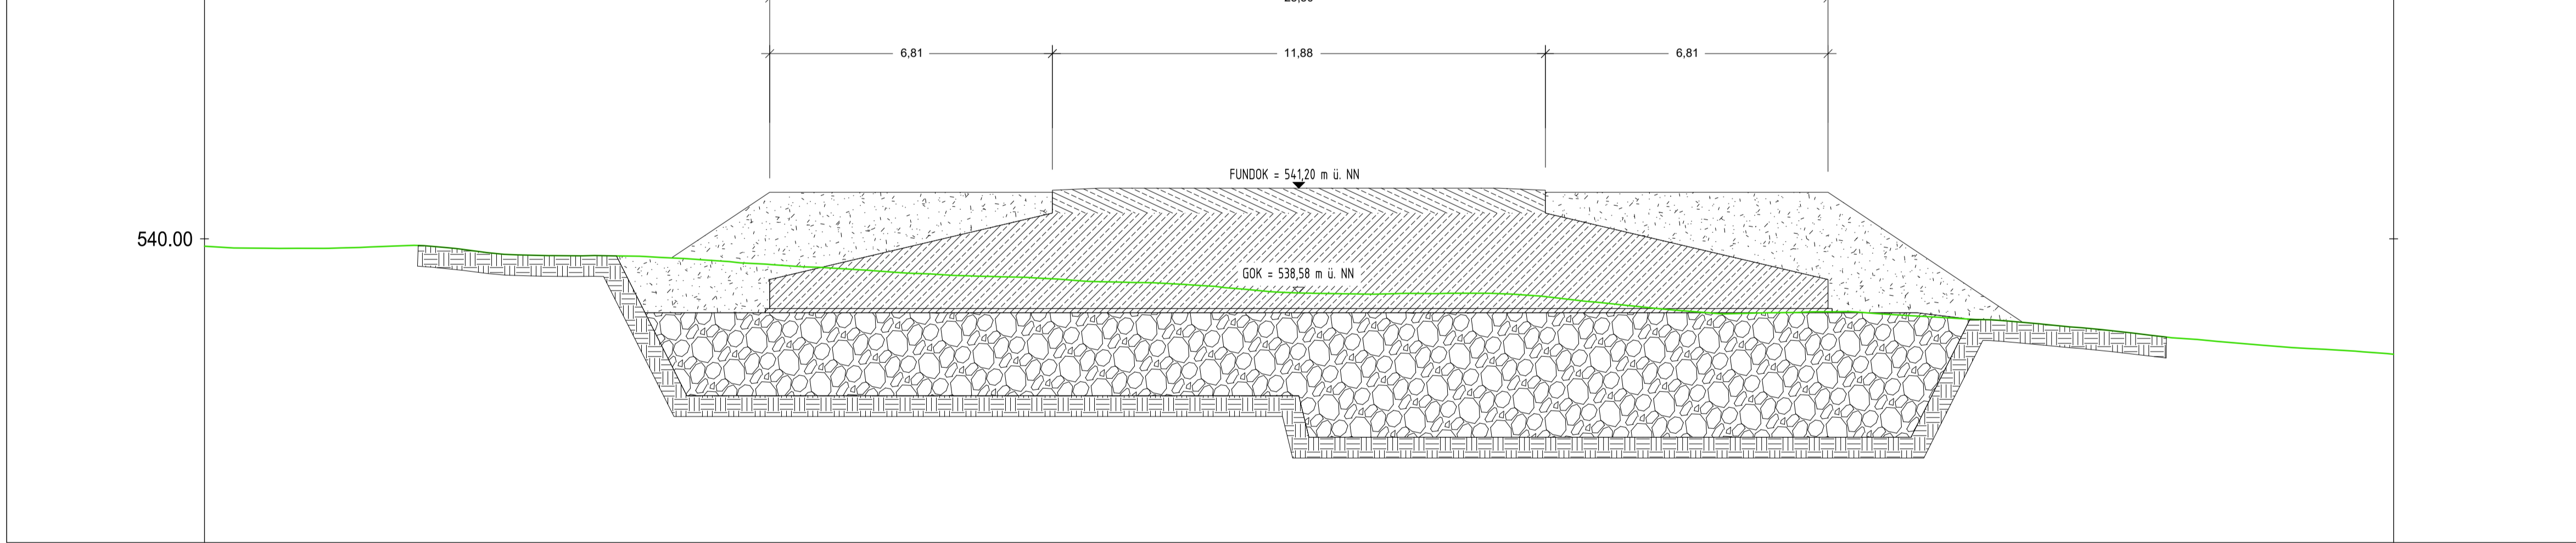 6,81
11,88
6,81
FUNDOK = 541,20 m ü. NN
540.00
GOK = 538,58 m ü. NN